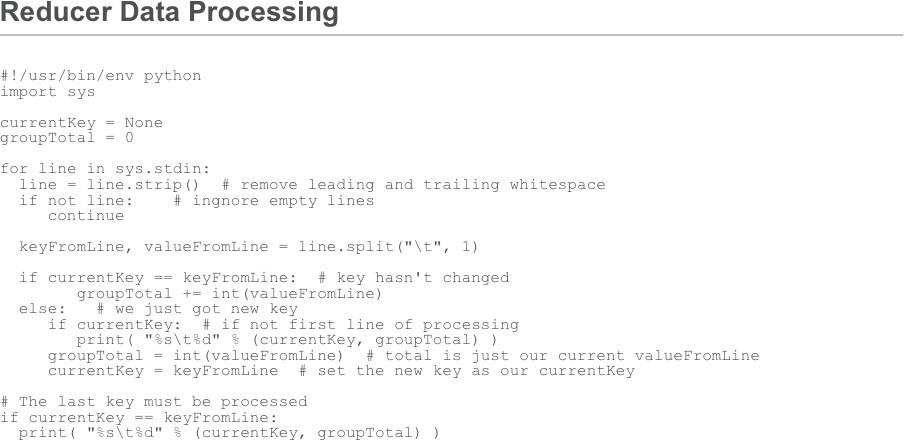 Reducer Data Processing
#!/usr/bin/env python
import sys
currentKey = None
groupTotal = 0
for line in sys.stdin:
  line = line.strip()  # remove leading and trailing whitespace
  if not line:    # ingnore empty lines
     continue
  keyFromLine, valueFromLine = line.split("\t", 1)
  if currentKey == keyFromLine:  # key hasn't changed
        groupTotal += int(valueFromLine)
  else:   # we just got new key
     if currentKey:  # if not first line of processing
        print( "%s\t%d" % (currentKey, groupTotal) )
     groupTotal = int(valueFromLine)  # total is just our current valueFromLine
     currentKey = keyFromLine  # set the new key as our currentKey
# The last key must be processed
if currentKey == keyFromLine:
  print( "%s\t%d" % (currentKey, groupTotal) )